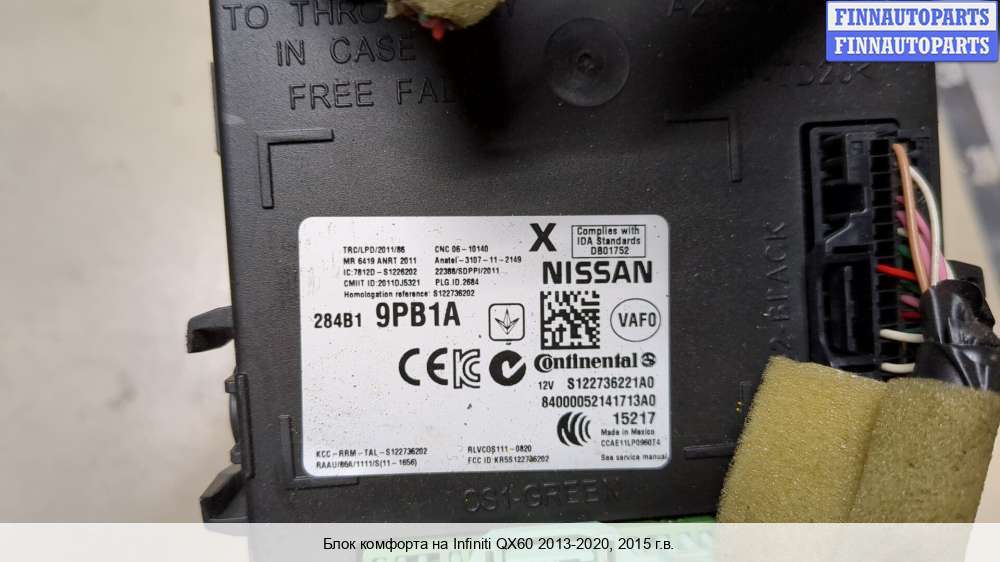 FINNAUTOPARTS
FINNAUTOPARTS
TO THRO
IN CASE
FREE FAL
TRC/LPD/2011/86
MR 6419 ANRT 2011
IC:7812D-S1226202
CMIIT ID:2011DJ5321
Homologation reference: S122736202
CNC 06-10140
Anatel-3107-11-2149
22388/SDPPI/2011
PLG ID.2684
X
Complies with
IDA Standards
DB01752
NISSAN
284B1 9PB1A
VAFO
CE
Continental
12V S122736221A0
84000052141713A0
15217
Made in Mexico
CCAE11LP0960T4
See service manual
KCC-RRM-TAL-S122736202
RAAU/86A/1111/S(11-1656)
RLVCOS111-0820
FCC ID:KR5S122736202
2-BLACK
CS1-GREEN
Блок комфорта на Infiniti QX60 2013-2020, 2015 г.в.